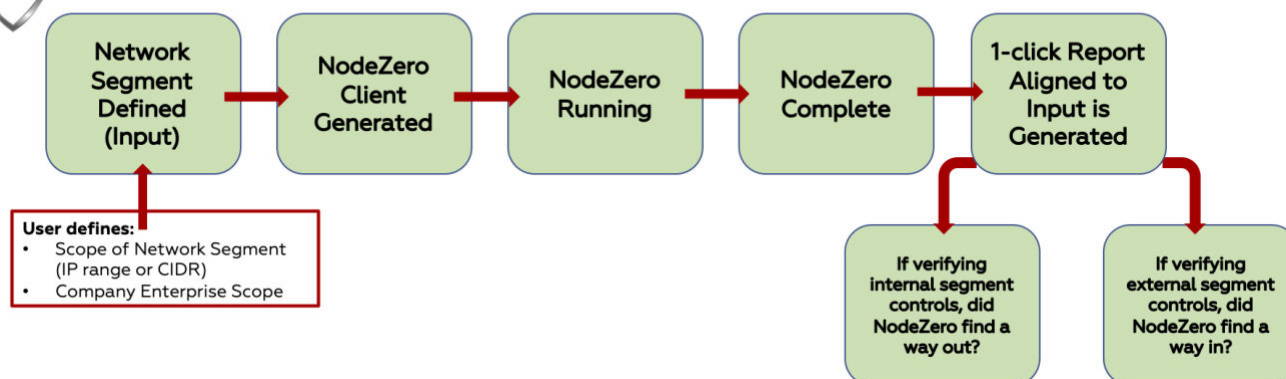 Network
Segment
Defined
(Input)
NodeZero
Client
Generated
NodeZero
Running
NodeZero
Complete
1-click Report
Aligned to
Input is
Generated
User defines:
• Scope of Network Segment
(IP range or CIDR)
• Company Enterprise Scope
If verifying
internal segment
controls, did
NodeZero find a
way out?
If verifying
external segment
controls, did
NodeZero find a
way in?